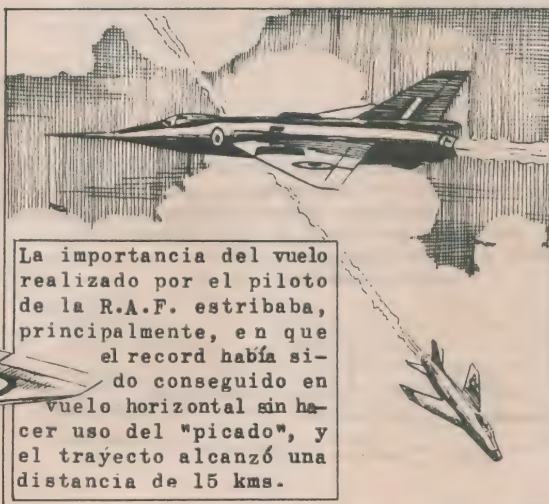 La importancia del vuelo
realizado por el piloto
de la R.A.F. estribaba,
principalmente, en que
el record había si-
do conseguido en
vuelo horizontal sin ha-
cer uso del "picado", y
el trayecto alcanzó una
distancia de 15 kms.